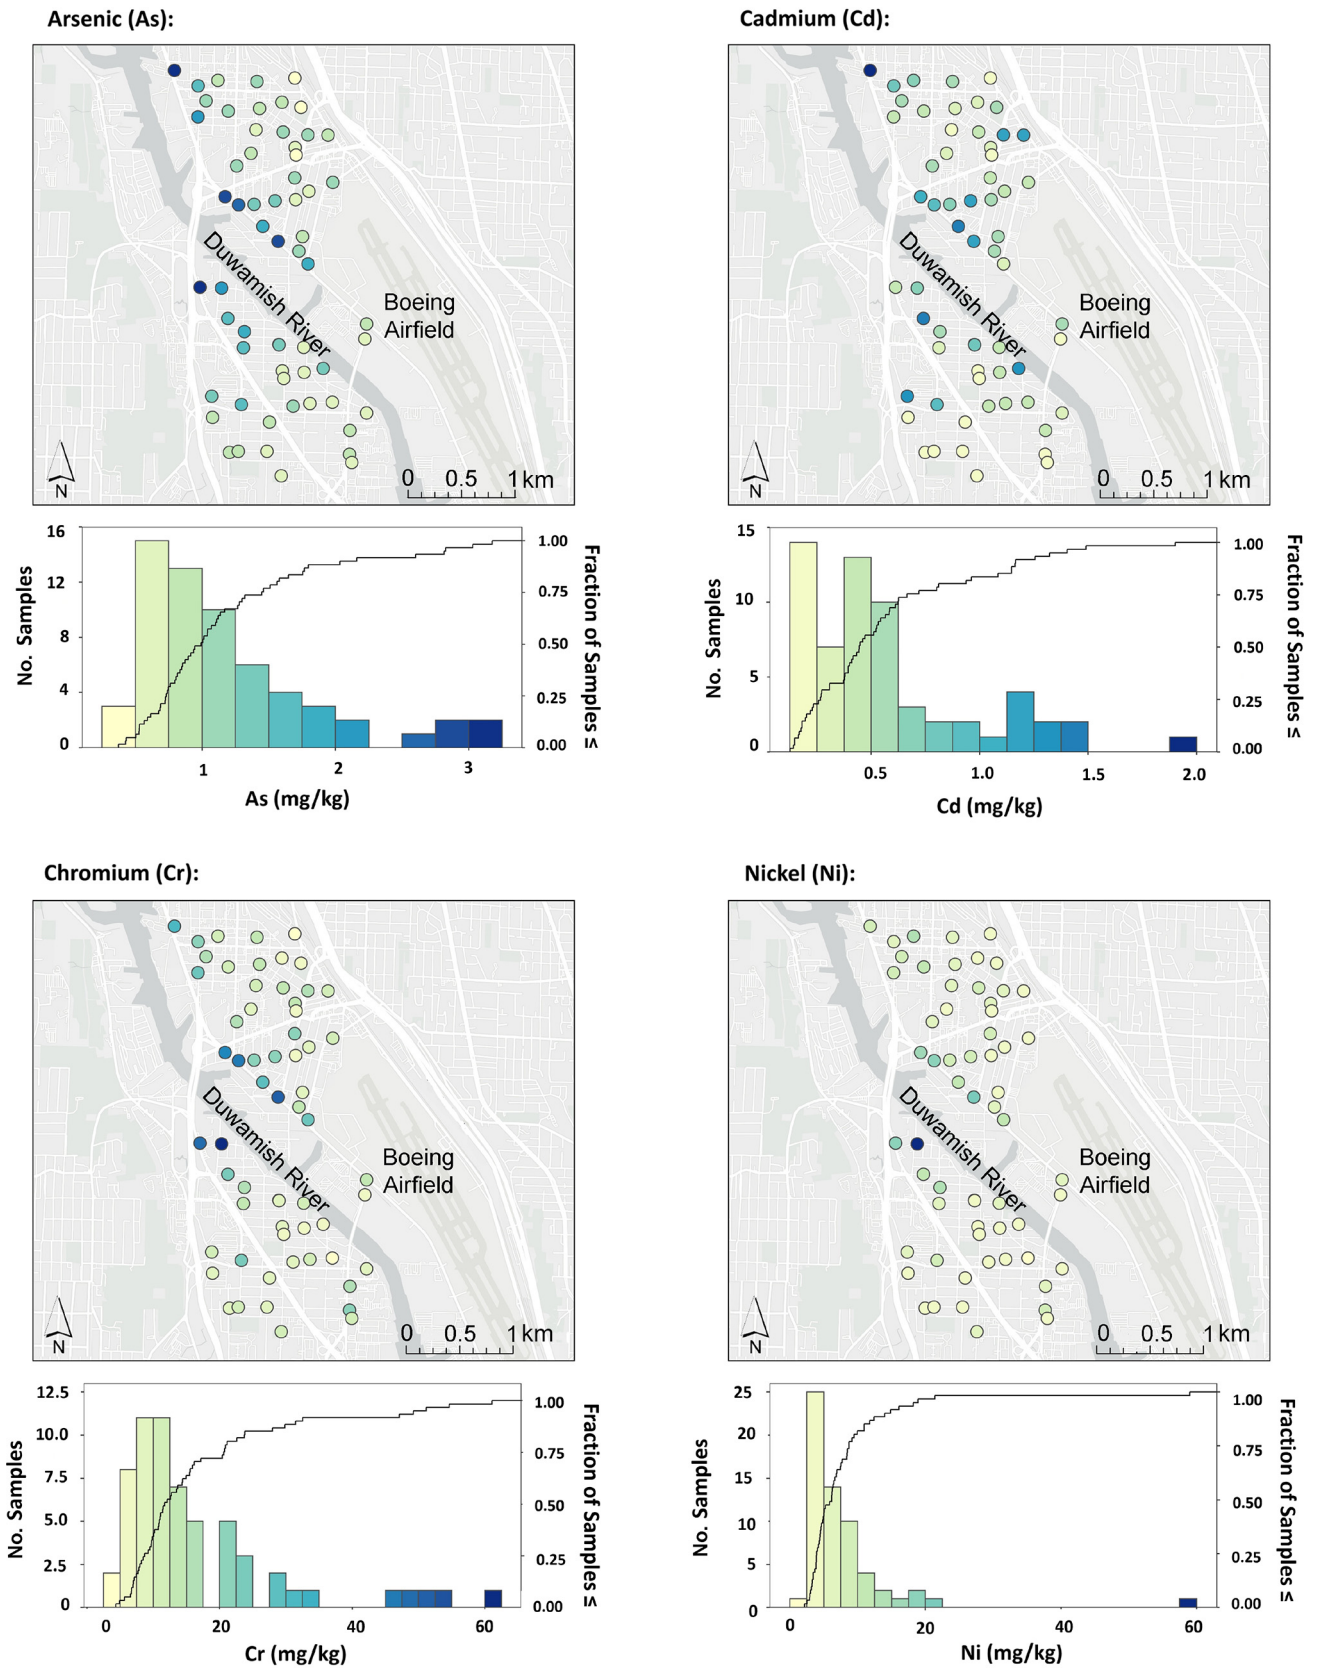 Arsenic (As):
Duwamish River
Boeing
Airfield
N
0 0.5 1 km
16
12
8
4
0
No. Samples
1.00
0.75
0.50
0.25
0.00
Fraction of Samples ≤
1 2 3
As (mg/kg)
Cadmium (Cd):
Duwamish River
Boeing
Airfield
N
0 0.5 1 km
15
10
5
0
No. Samples
1.00
0.75
0.50
0.25
0.00
Fraction of Samples ≤
0.5 1.0 1.5 2.0
Cd (mg/kg)
Chromium (Cr):
Duwamish River
Boeing
Airfield
N
0 0.5 1 km
12.5
10.0
7.5
5.0
2.5
0
No. Samples
1.00
0.75
0.50
0.25
0.00
Fraction of Samples ≤
0 20 40 60
Cr (mg/kg)
Nickel (Ni):
Duwamish River
Boeing
Airfield
N
0 0.5 1 km
25
20
15
10
5
0
No. Samples
1.00
0.75
0.50
0.25
0.00
Fraction of Samples ≤
0 20 40 60
Ni (mg/kg)